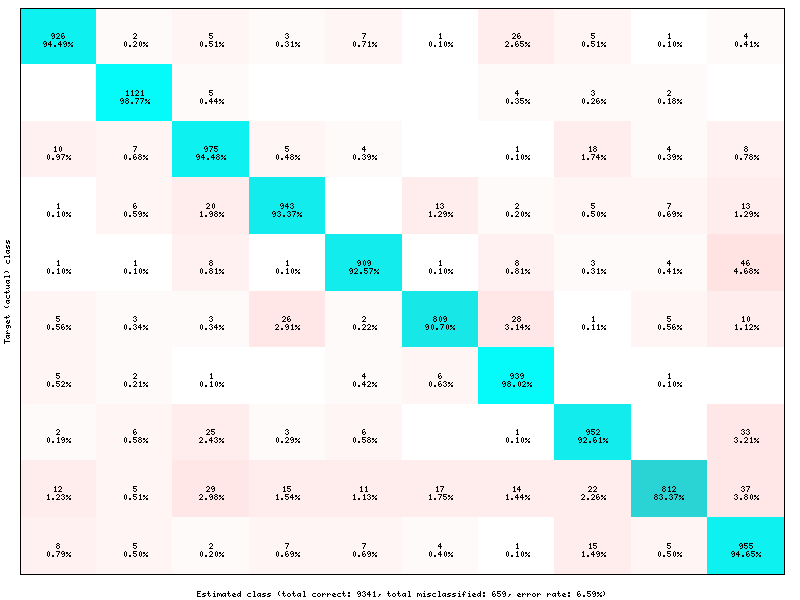 926 2 5 3 7 1 26 5 1 4
94.49% 0.20% 0.51% 0.31% 0.71% 0.10% 2.65% 0.51% 0.10% 0.41%
1121 5 4 3 2
98.77% 0.44% 0.35% 0.26% 0.18%
10 7 975 5 4 1 18 4 8
0.97% 0.68% 94.48% 0.48% 0.39% 0.10% 1.74% 0.39% 0.78%
1 6 20 943 13 2 5 7 13
0.10% 0.59% 1.98% 93.37% 1.29% 0.20% 0.50% 0.69% 1.29%
1 1 8 1 909 1 8 3 4 46
0.10% 0.10% 0.81% 0.10% 92.57% 0.10% 0.81% 0.31% 0.41% 4.68%
Target (actual) class
5 3 3 26 2 809 28 1 5 10
0.56% 0.34% 0.34% 2.91% 0.22% 90.70% 3.14% 0.11% 0.56% 1.12%
5 2 1 4 6 939 1
0.52% 0.21% 0.10% 0.42% 0.63% 98.02% 0.10%
2 6 25 3 6 1 952 33
0.19% 0.58% 2.43% 0.29% 0.58% 0.10% 92.61% 3.21%
12 5 29 15 11 17 14 22 812 37
1.23% 0.51% 2.98% 1.54% 1.13% 1.75% 1.44% 2.26% 83.37% 3.80%
8 5 2 7 7 4 1 15 5 955
0.79% 0.50% 0.20% 0.69% 0.69% 0.40% 0.10% 1.49% 0.50% 94.65%
Estimated class (total correct: 9341, total misclassified: 659, error rate: 6.59%)